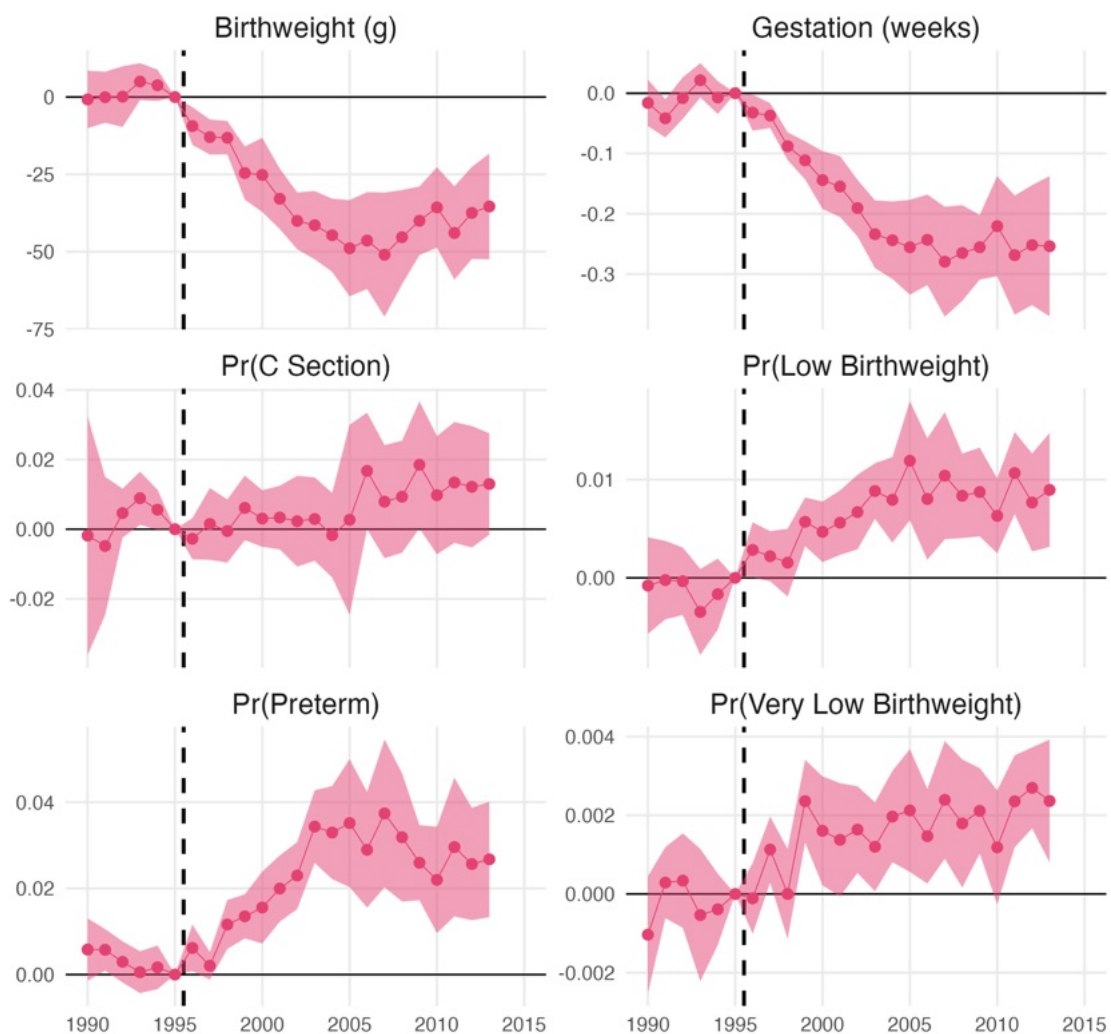 Birthweight (g)
0
-25
-50
-75
Gestation (weeks)
0.0
-0.1
-0.2
-0.3
Pr(C Section)
0.04
0.02
0.00
-0.02
Pr(Low Birthweight)
0.01
0.00
Pr(Preterm)
0.04
0.02
0.00
1990 1995 2000 2005 2010 2015
Pr(Very Low Birthweight)
0.004
0.002
0.000
-0.002
1990 1995 2000 2005 2010 2015